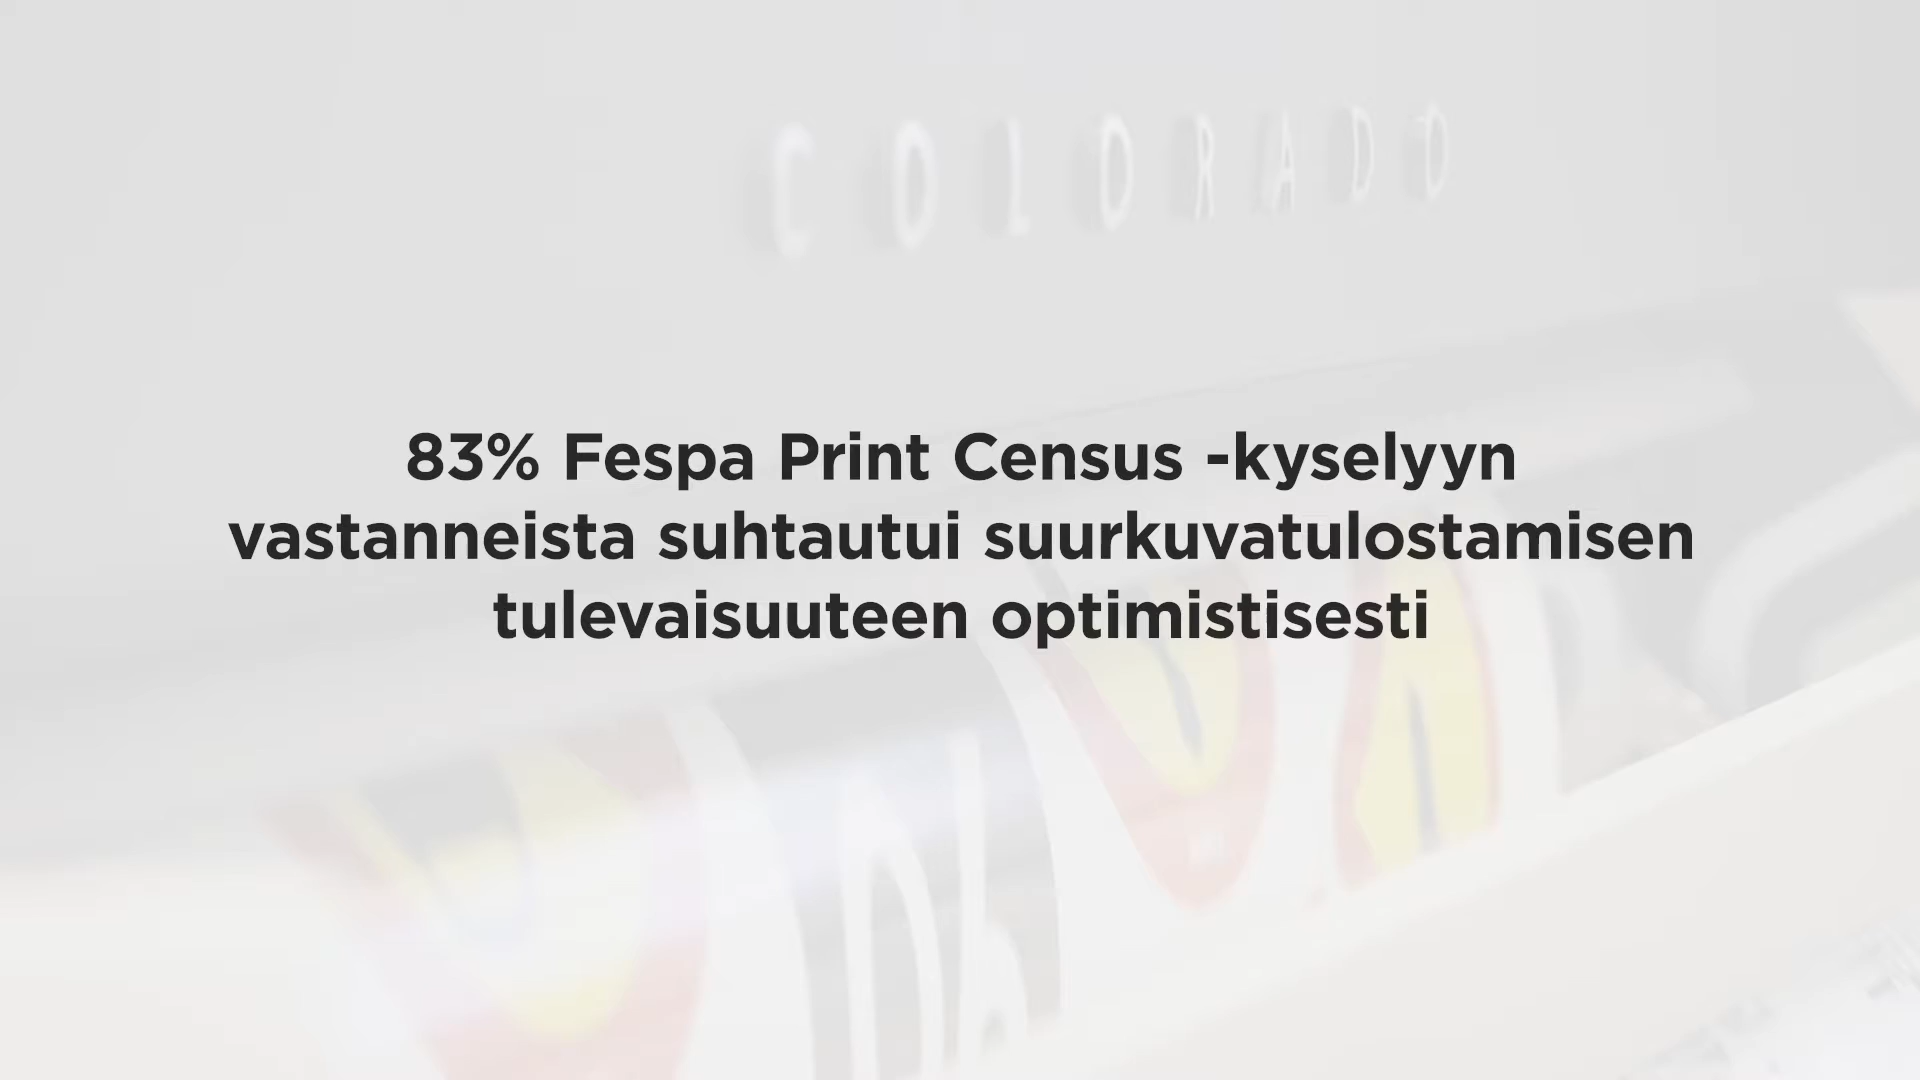 COLORADO
83% Fespa Print Census -kyselyyn
vastanneista suhtautui suurkuvatulostamisen
tulevaisuuteen optimistisesti